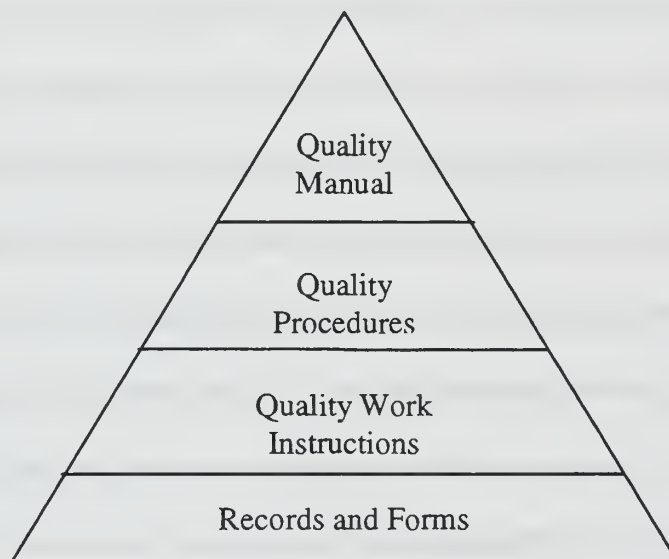 Quality
Manual
Quality
Procedures
Quality Work
Instructions
Records and Forms